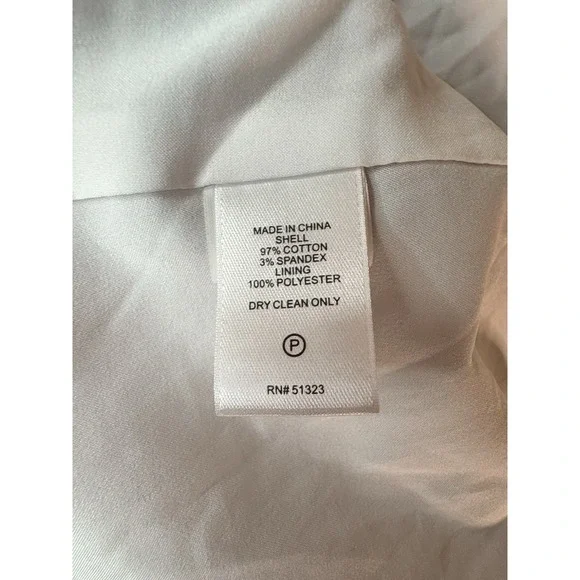 MADE IN CHINA
SHELL
97% COTTON
3% SPANDEX
LINING
100% POLYESTER
DRY CLEAN ONLY
P
RN# 51323